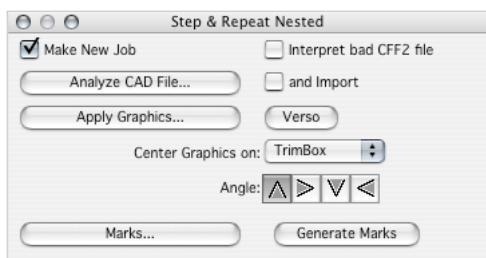 Step & Repeat Nested
Make New Job
Interpret bad CFF2 file
Analyze CAD File...
and Import
Apply Graphics...
Verso
Center Graphics on: TrimBox
Angle:
Marks...
Generate Marks